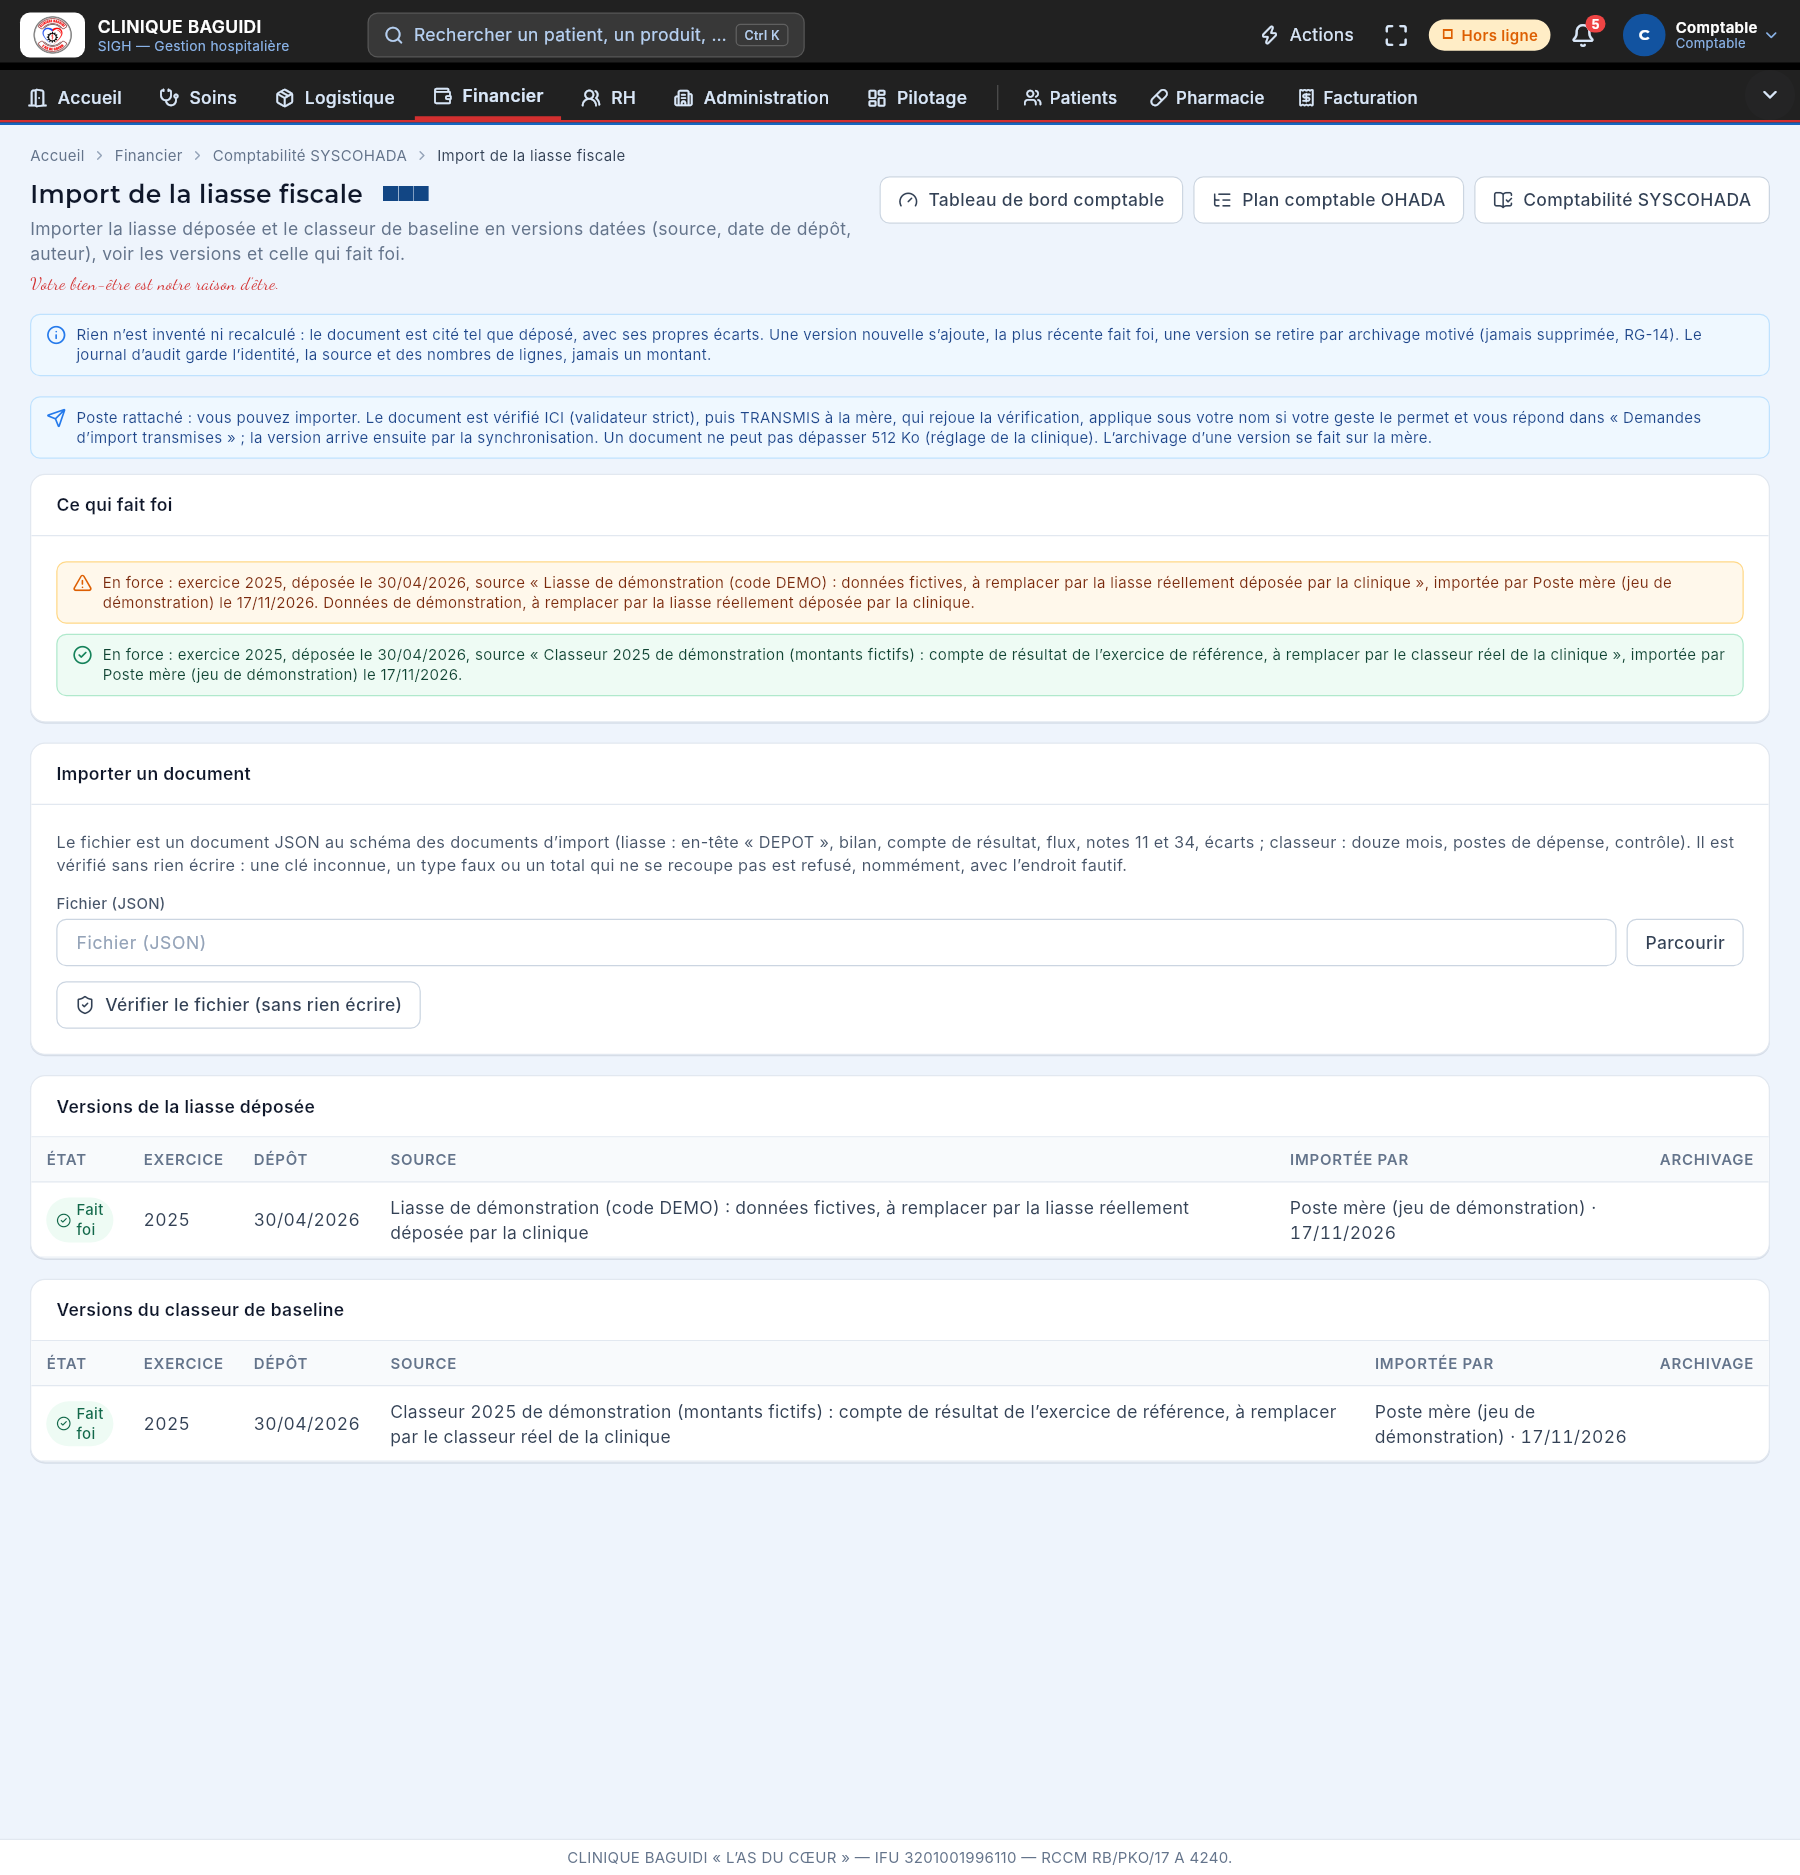 CLINIQUE BAGUIDI
SIGH — Gestion hospitalière
Rechercher un patient, un produit, ...
Ctrl K
Actions
Hors ligne
5
C
Comptable
Comptable
Accueil
Soins
Logistique
Financier
RH
Administration
Pilotage
Patients
Pharmacie
Facturation
Accueil > Financier > Comptabilité SYSCOHADA > Import de la liasse fiscale
Import de la liasse fiscale
Tableau de bord comptable
Plan comptable OHADA
Comptabilité SYSCOHADA
Importer la liasse déposée et le classeur de baseline en versions datées (source, date de dépôt,
auteur), voir les versions et celle qui fait foi.
Votre bien-être est notre raison d'être.
Rien n’est inventé ni recalculé : le document est cité tel que déposé, avec ses propres écarts. Une version nouvelle s’ajoute, la plus récente fait foi, une version se retire par archivage motivé (jamais supprimée, RG-14). Le
journal d’audit garde l’identité, la source et des nombres de lignes, jamais un montant.
Poste rattaché : vous pouvez importer. Le document est vérifié ICI (validateur strict), puis TRANSMIS à la mère, qui rejoue la vérification, applique sous votre nom si votre geste le permet et vous répond dans « Demandes
d’import transmises » ; la version arrive ensuite par la synchronisation. Un document ne peut pas dépasser 512 Ko (réglage de la clinique). L’archivage d’une version se fait sur la mère.
Ce qui fait foi
En force : exercice 2025, déposée le 30/04/2026, source « Liasse de démonstration (code DEMO) : données fictives, à remplacer par la liasse réellement déposée par la clinique », importée par Poste mère (jeu de
démonstration) le 17/11/2026. Données de démonstration, à remplacer par la liasse réellement déposée par la clinique.
En force : exercice 2025, déposée le 30/04/2026, source « Classeur 2025 de démonstration (montants fictifs) : compte de résultat de l’exercice de référence, à remplacer par le classeur réel de la clinique », importée par
Poste mère (jeu de démonstration) le 17/11/2026.
Importer un document
Le fichier est un document JSON au schéma des documents d’import (liasse : en-tête « DEPOT », bilan, compte de résultat, flux, notes 11 et 34, écarts ; classeur : douze mois, postes de dépense, contrôle). Il est
vérifié sans rien écrire : une clé inconnue, un type faux ou un total qui ne se recoupe pas est refusé, nommément, avec l’endroit fautif.
Fichier (JSON)
Fichier (JSON)
Parcourir
Vérifier le fichier (sans rien écrire)
Versions de la liasse déposée
ÉTAT EXERCICE DÉPÔT SOURCE IMPORTÉE PAR ARCHIVAGE
Fait
foi
2025
30/04/2026
Liasse de démonstration (code DEMO) : données fictives, à remplacer par la liasse réellement
déposée par la clinique
Poste mère (jeu de démonstration) ·
17/11/2026
Versions du classeur de baseline
ÉTAT EXERCICE DÉPÔT SOURCE IMPORTÉE PAR ARCHIVAGE
Fait
foi
2025
30/04/2026
Classeur 2025 de démonstration (montants fictifs) : compte de résultat de l’exercice de référence, à remplacer
par le classeur réel de la clinique
Poste mère (jeu de
démonstration) · 17/11/2026
CLINIQUE BAGUIDI « L’AS DU CŒUR » — IFU 3201001996110 — RCCM RB/PKO/17 A 4240.